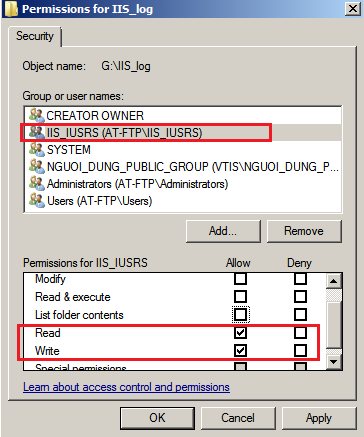 Permissions for IIS_log
Security
Object name: G:\IIS_log
Group or user names:
CREATOR OWNER
IIS_IUSRS (AT-FTP\IIS_IUSRS)
SYSTEM
NGUOI_DUNG_PUBLIC_GROUP (VTIS\NGUOI_DUNG_P...
Administrators (AT-FTP\Administrators)
Users (AT-FTP\Users)
Add... Remove
Permissions for IIS_IUSRS Allow Deny
Modify
Read & execute
List folder contents
Read
Write
Special permissions
Learn about access control and permissions
OK Cancel Apply